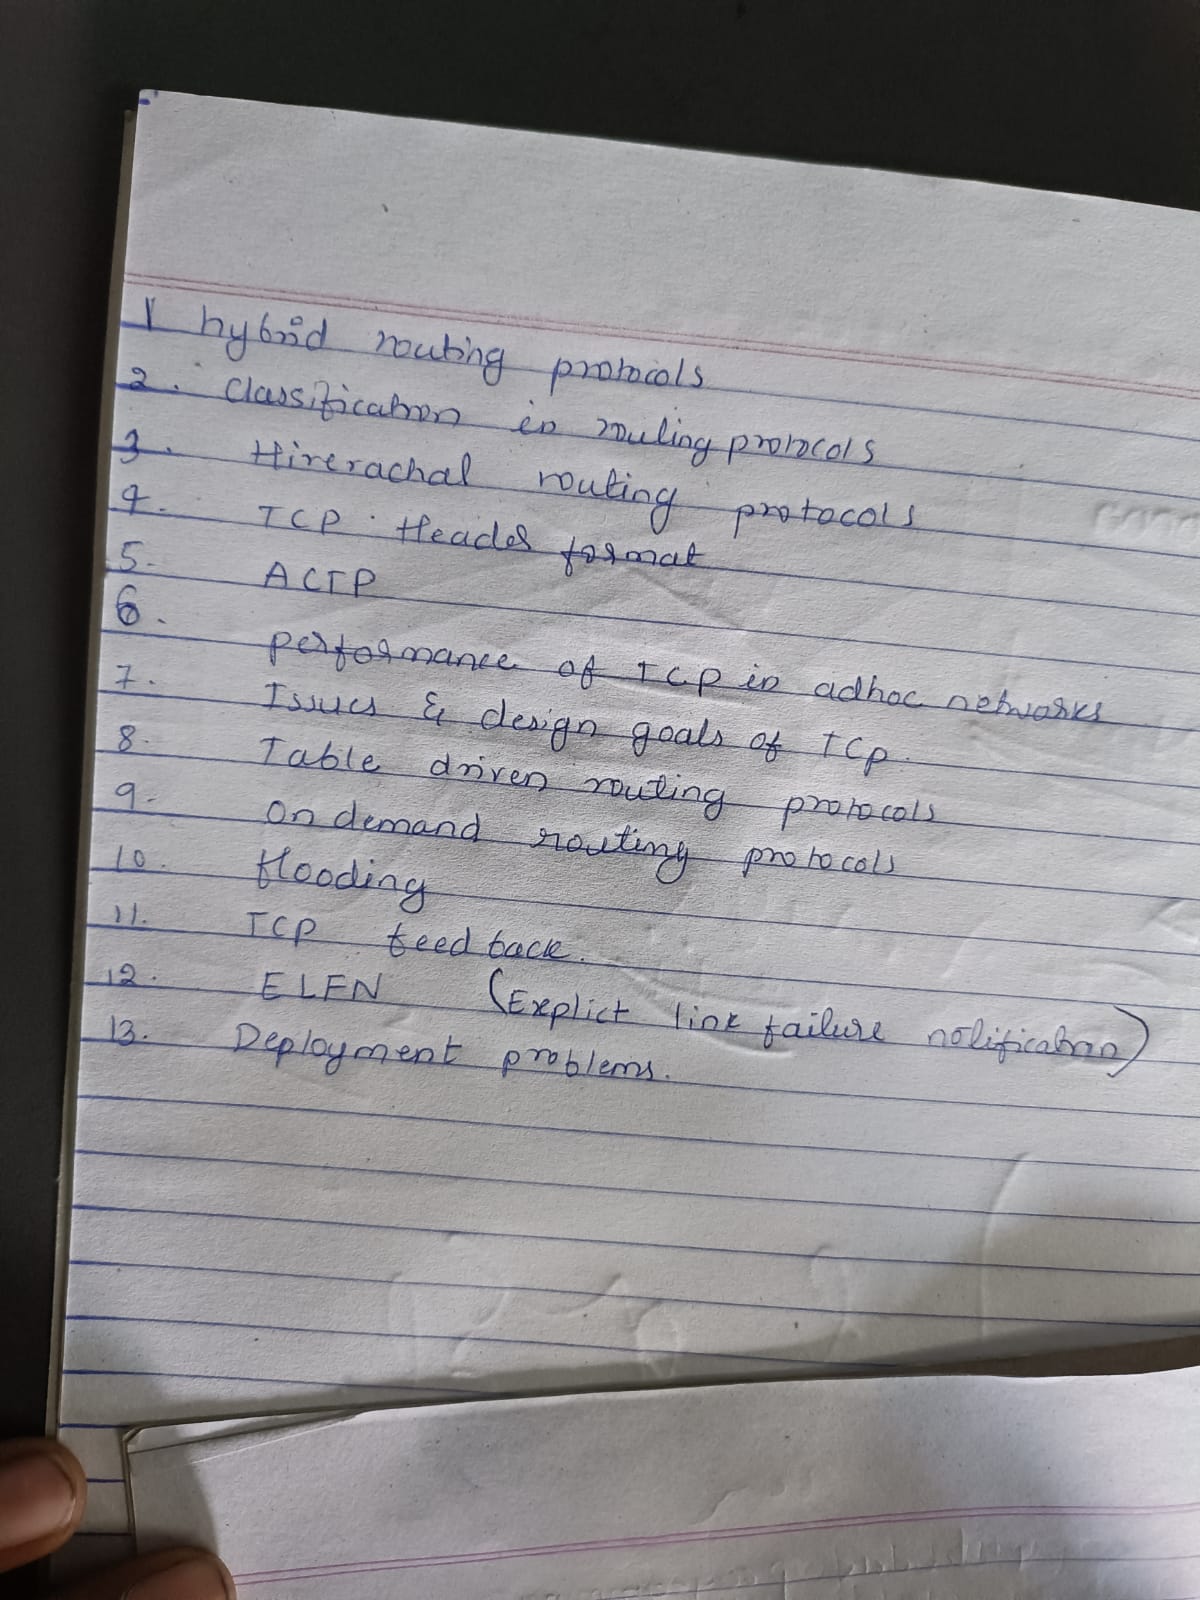 1 hybrid routing protocols
2. Classification in routing protocols
3. Hirerachal routing protocols
4. TCP Header format
5. ACTP
6. performance of TCP in adhoc networks
7. Issues & design goals of TCP.
8. Table driven routing protocols
9. On demand routing protocols
10. flooding
11. TCP feed back.
12. ELFN (Explict link failure notification)
13. Deployment problems.